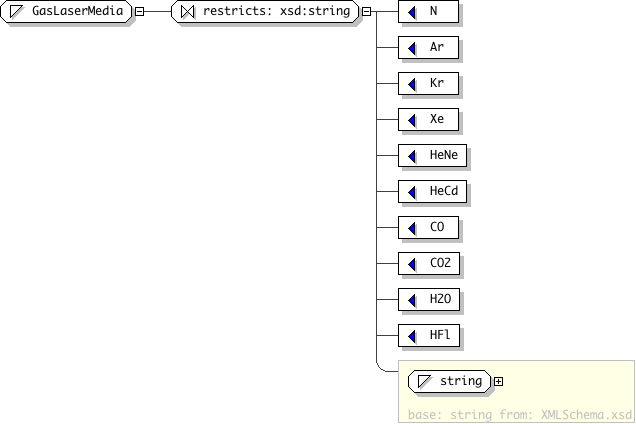 GasLaserMedia
restricts: xsd:string
N
Ar
Kr
Xe
HeNe
HeCd
CO
CO2
H2O
HFl
string
base: string from: XMLSchema.xsd